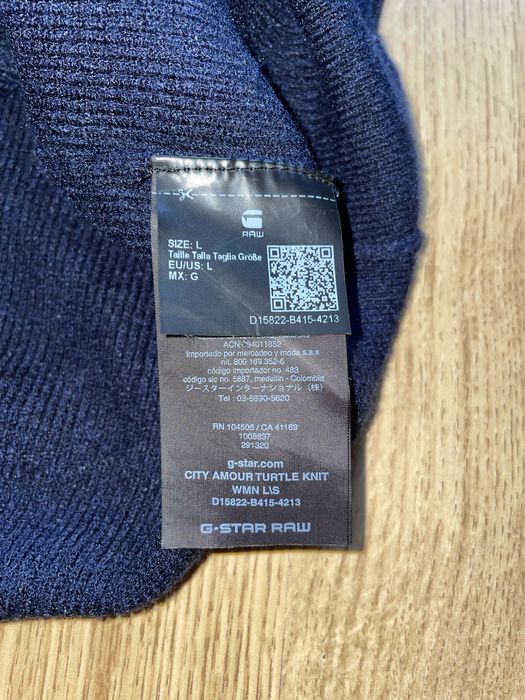 RAW
SIZE: L
Taille Talla Taglia Größe
EU/US: L
MX: G
D15822-B415-4213
ACN 084011852
Importado por mercadeo y moda s.a.s
nit. 800.169.352-6
código importador no. 483
código sic no. 5887, medellin - Colombia
ジースターインターナショナル(株)
Tel : 03-6890-5620
RN 104506 / CA 41169
1008637
291320
g-star.com
CITY AMOUR TURTLE KNIT
WMN L\S
D15822-B415-4213
G-STAR RAW